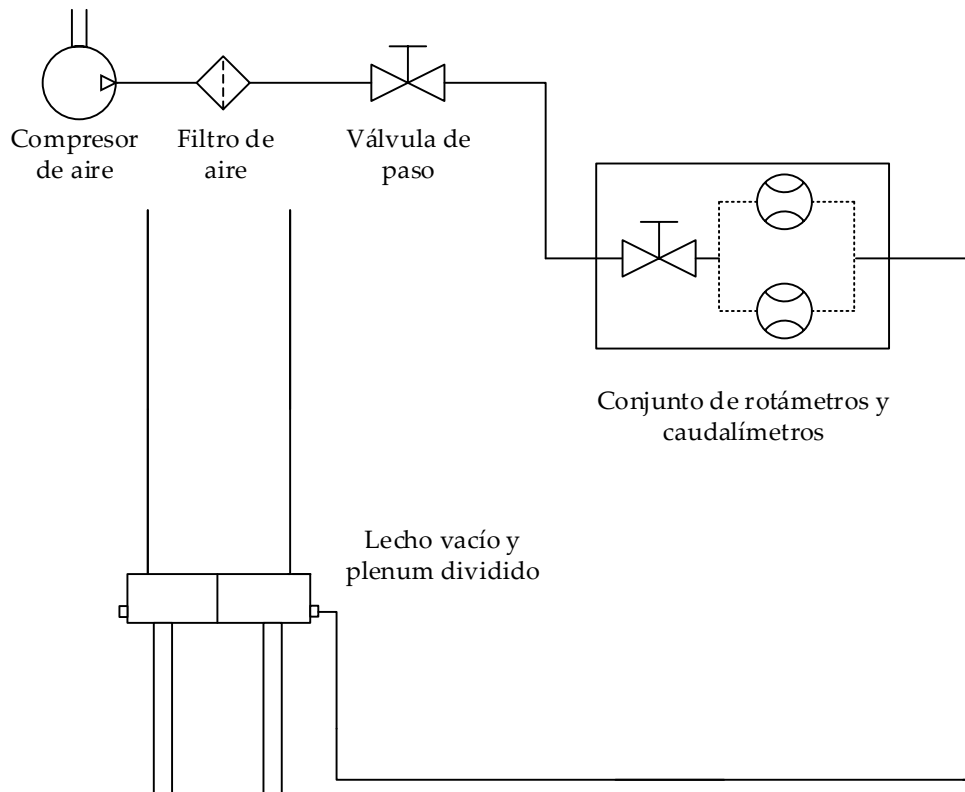 Compresor
de aire
Filtro de
aire
Válvula de
paso
Conjunto de rotámetros y
caudalímetros
Lecho vacío y
plenum dividido